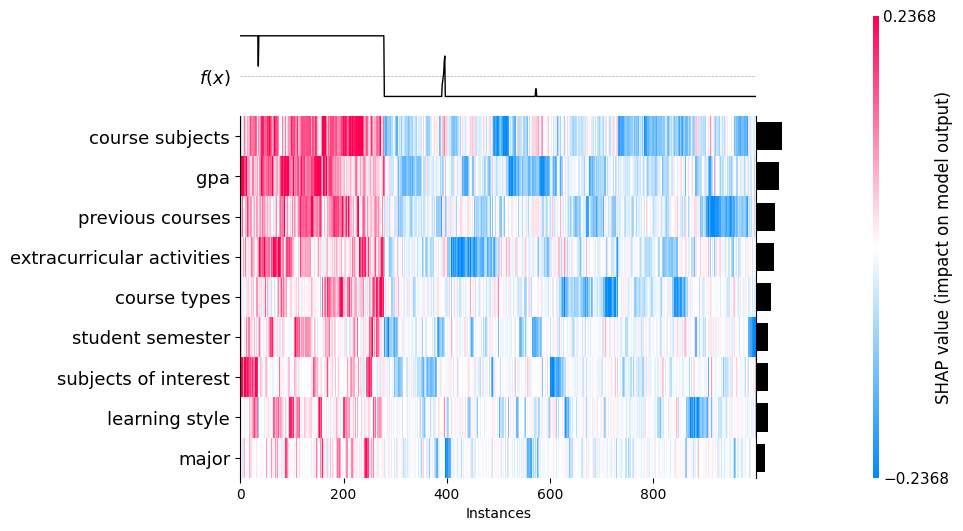 0.2368
f(x)
course subjects
gpa
previous courses
extracurricular activities
course types
student semester
subjects of interest
learning style
major
0 200 400 600 800
Instances
SHAP value (impact on model output)
−0.2368